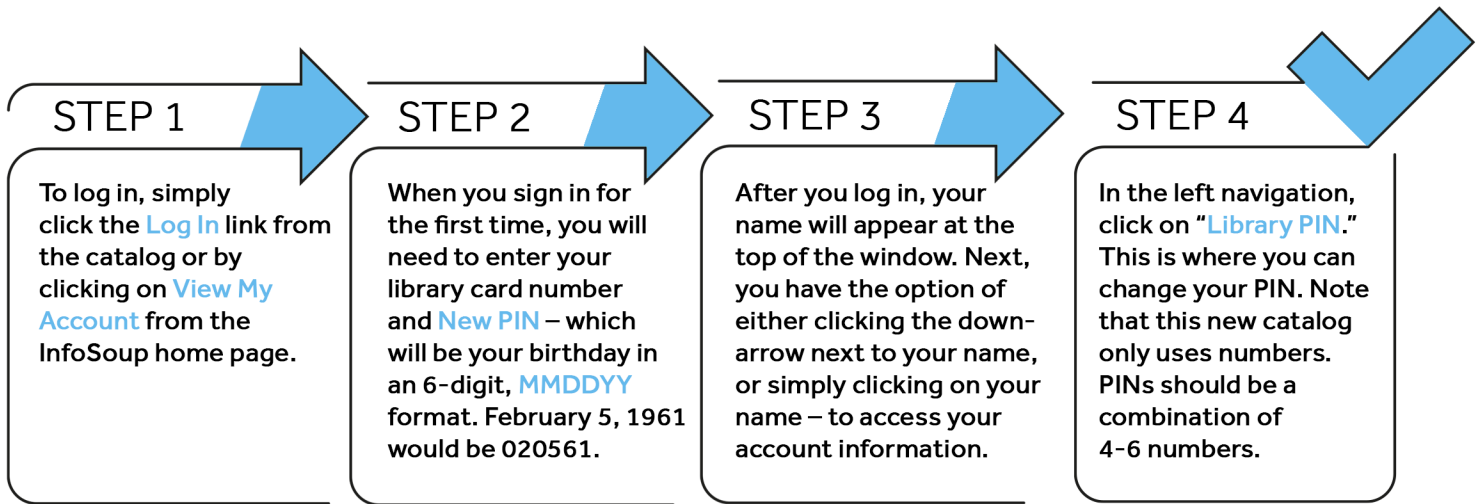 STEP 1
To log in, simply
click the Log In link from
the catalog or by
clicking on View My
Account from the
InfoSoup home page.
STEP 2
When you sign in for
the first time, you will
need to enter your
library card number
and New PIN – which
will be your birthday in
an 6-digit, MMDDYY
format. February 5, 1961
would be 020561.
STEP 3
After you log in, your
name will appear at the
top of the window. Next,
you have the option of
either clicking the down-
arrow next to your name,
or simply clicking on your
name – to access your
account information.
STEP 4
In the left navigation,
click on “Library PIN.”
This is where you can
change your PIN. Note
that this new catalog
only uses numbers.
PINs should be a
combination of
4-6 numbers.